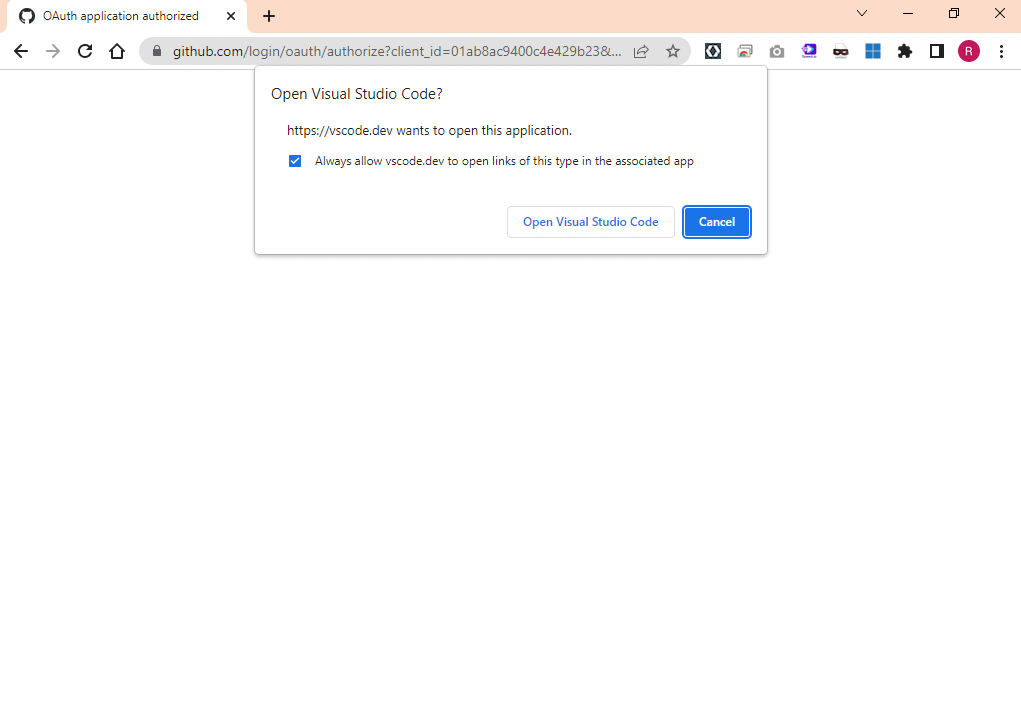 OAuth application authorized
github.com/login/oauth/authorize?client_id=01ab8ac9400c4e429b23&...
R
Open Visual Studio Code?
https://vscode.dev wants to open this application.
Always allow vscode.dev to open links of this type in the associated app
Open Visual Studio Code
Cancel